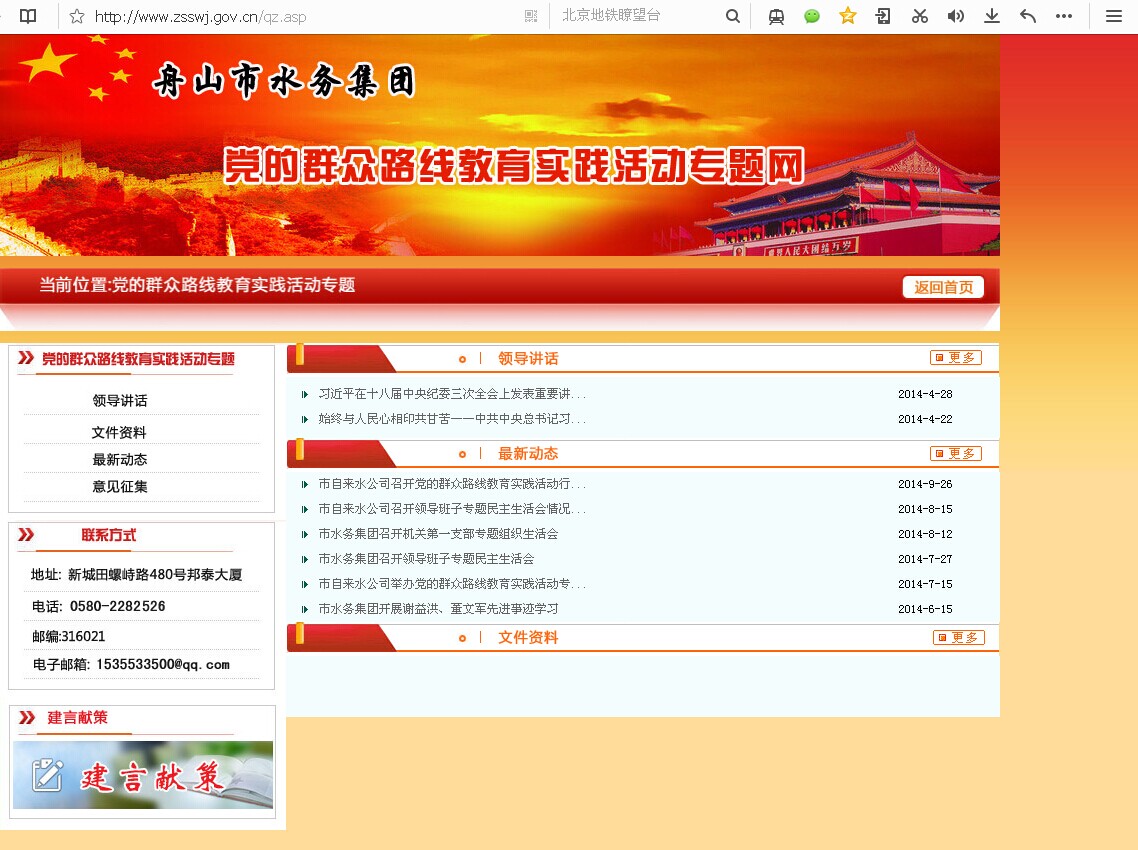 http://www.zsswj.gov.cn/qz.asp
北京地铁瞭望台
舟山市水务集团
党的群众路线教育实践活动专题网
当前位置:党的群众路线教育实践活动专题
返回首页
党的群众路线教育实践活动专题
领导讲话
文件资料
最新动态
意见征集
联系方式
地址: 新城田螺峙路480号邦泰大厦
电话: 0580-2282526
邮编:316021
电子邮箱: 1535533500@qq.com
建言献策
建言献策
领导讲话
更多
习近平在十八届中央纪委三次全会上发表重要讲... 2014-4-28
始终与人民心相印共甘苦——中共中央总书记习... 2014-4-22
最新动态
更多
市自来水公司召开党的群众路线教育实践活动行... 2014-9-26
市自来水公司召开领导班子专题民主生活会情况... 2014-8-15
市水务集团召开机关第一支部专题组织生活会 2014-8-12
市水务集团召开领导班子专题民主生活会 2014-7-27
市自来水公司举办党的群众路线教育实践活动专... 2014-7-15
市水务集团开展谢益洪、董文军先进事迹学习 2014-6-15
文件资料
更多